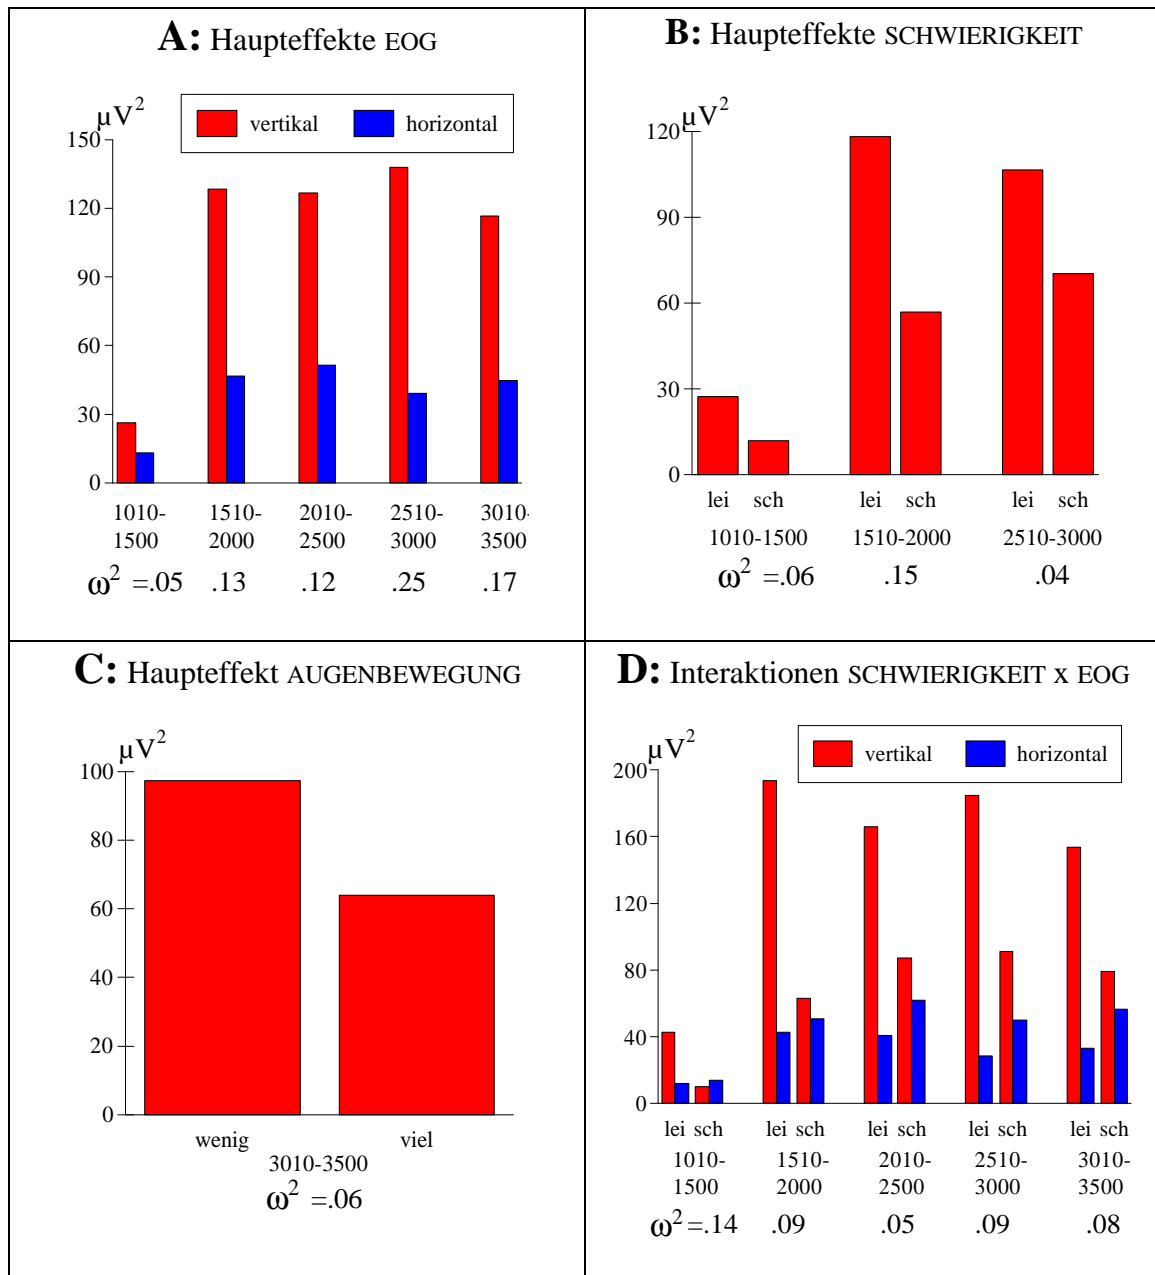 A: Haupteffekte EOG
µV²
vertikal horizontal
150
120
90
60
30
0
1010- 1510- 2010- 2510- 3010-
1500 2000 2500 3000 3500
ω² =.05 .13 .12 .25 .17
B: Haupteffekte SCHWIERIGKEIT
µV²
120
90
60
30
0
lei sch lei sch lei sch
1010-1500 1510-2000 2510-3000
ω² =.06 .15 .04
C: Haupteffekt AUGENBEWEGUNG
µV²
100
80
60
40
20
0
wenig viel
3010-3500
ω² =.06
D: Interaktionen SCHWIERIGKEIT x EOG
µV²
vertikal horizontal
200
160
120
80
40
0
lei sch lei sch lei sch lei sch lei sch
1010- 1510- 2010- 2510- 3010-
1500 2000 2500 3000 3500
ω² =.14 .09 .05 .09 .08